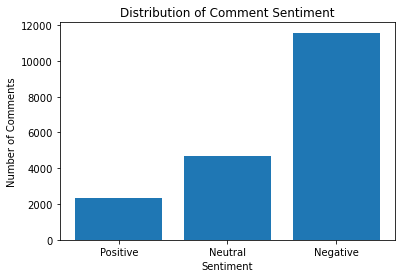 Distribution of Comment Sentiment
12000
10000
8000
6000
4000
2000
0
Number of Comments
Positive Neutral Negative
Sentiment